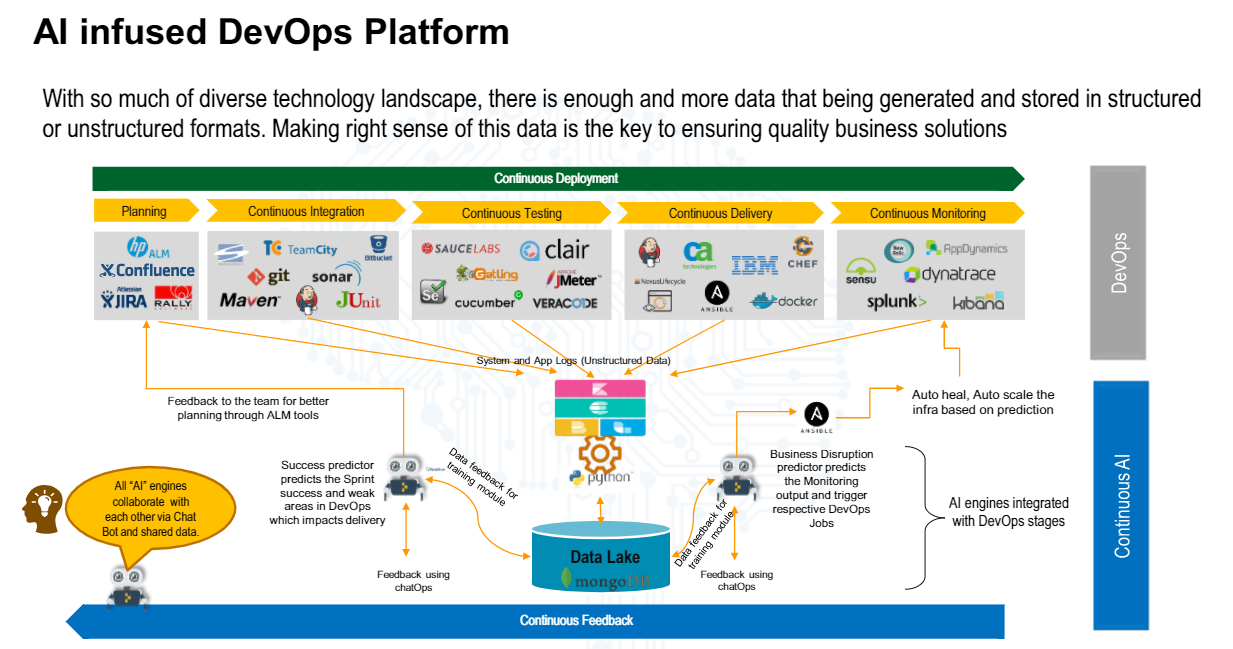 AI infused DevOps Platform
With so much of diverse technology landscape, there is enough and more data that being generated and stored in structured
or unstructured formats. Making right sense of this data is the key to ensuring quality business solutions
Continuous Deployment
Planning
Continuous Integration
Continuous Testing
Continuous Delivery
Continuous Monitoring
hp ALM
Confluence
Atlassian
JIRA
RALLY
TC TeamCity
Bitbucket
git
sonar
Maven
JUnit
SAUCELABS
clair
Gatling
APACHE
JMeter
Se
cucumber
VERACODE
ca
technologies
IBM
CHEF
Nexus Lifecycle
ANSIBLE
docker
New
Relic
AppDynamics
sensu
dynatrace
splunk>
kibana
DevOps
System and App Logs (Unstructured Data)
Feedback to the team for better
planning through ALM tools
ANSIBLE
Auto heal, Auto scale the
infra based on prediction
Success predictor
predicts the Sprint
success and weak
areas in DevOps
which impacts delivery
Data feedback for
training module
python
Business Disruption
predictor predicts
the Monitoring
output and trigger
respective DevOps
Jobs
AI engines integrated
with DevOps stages
Continuous AI
All “AI” engines
collaborate with
each other via Chat
Bot and shared data.
Data Lake
mongoDB
Data feedback for
training module
Feedback using
chatOps
Feedback using
chatOps
Continuous Feedback